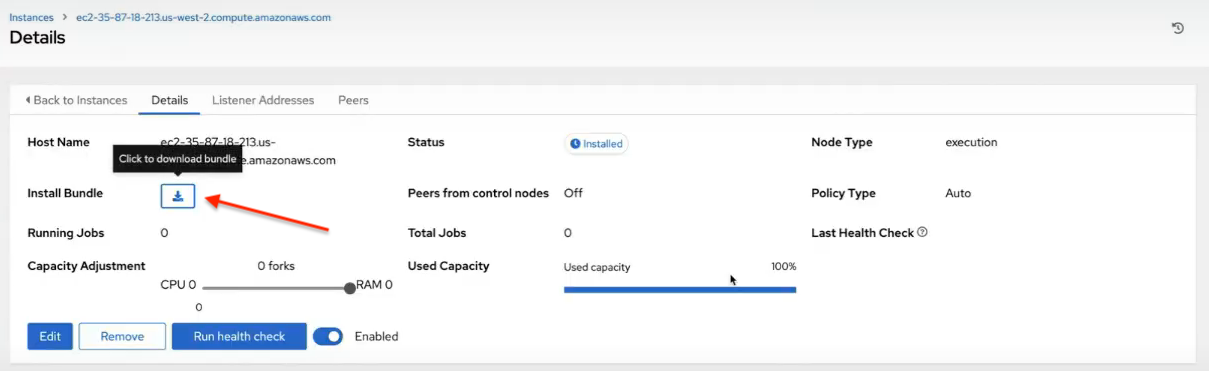 Instances > ec2-35-87-18-213.us-west-2.compute.amazonaws.com
Details
Back to Instances Details Listener Addresses Peers
Host Name ec2-35-87-18-213.us- Status Installed Node Type execution
e.amazonaws.com
Click to download bundle
Install Bundle Peers from control nodes Off Policy Type Auto
Running Jobs 0 Total Jobs 0 Last Health Check
Capacity Adjustment 0 forks Used Capacity Used capacity 100%
CPU 0 RAM 0
0
Edit Remove Run health check Enabled